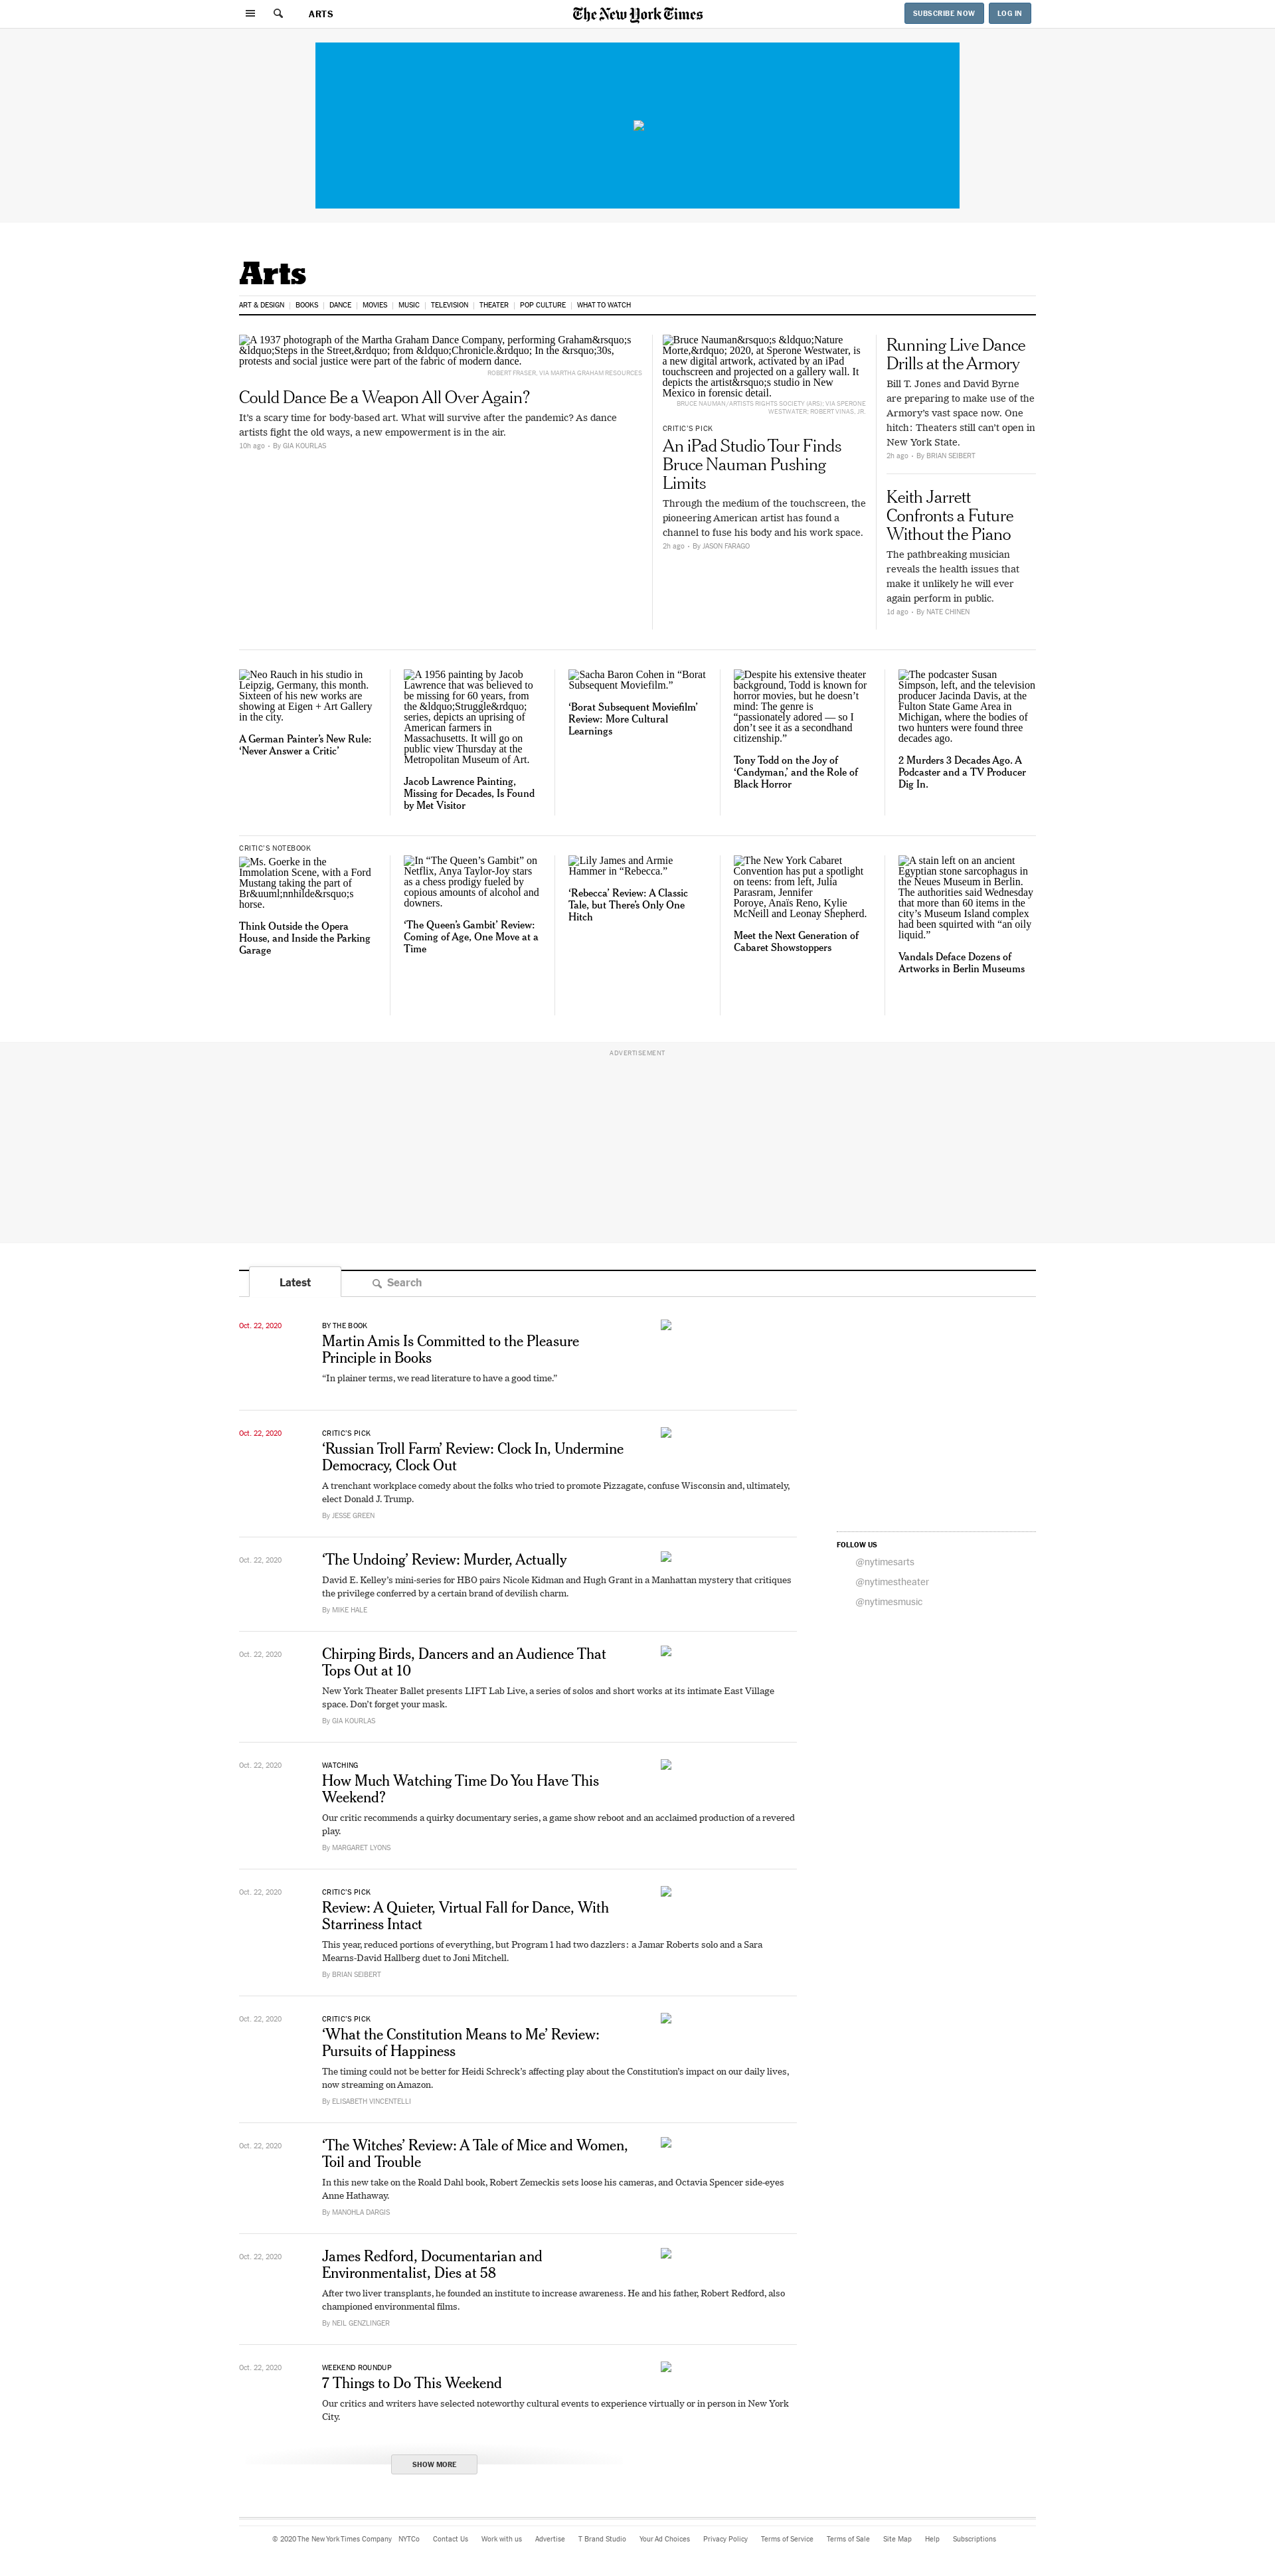 ARTS
The New York Times
SUBSCRIBE NOW
LOG IN
Arts
ART & DESIGN
BOOKS
DANCE
MOVIES
MUSIC
TELEVISION
THEATER
POP CULTURE
WHAT TO WATCH
A 1937 photograph of the Martha Graham Dance Company, performing Graham&rsquo;s
&ldquo;Steps in the Street,&rdquo; from &ldquo;Chronicle.&rdquo; In the &rsquo;30s,
protests and social justice were part of the fabric of modern dance.
ROBERT FRASER, VIA MARTHA GRAHAM RESOURCES
Could Dance Be a Weapon All Over Again?
It's a scary time for body-based art. What will survive after the pandemic? As dance
artists fight the old ways, a new empowerment is in the air.
10h ago • By GIA KOURLAS
Bruce Nauman&rsquo;s &ldquo;Nature
Morte,&rdquo; 2020, at Sperone Westwater, is
a new digital artwork, activated by an iPad
touchscreen and projected on a gallery wall. It
depicts the artist&rsquo;s studio in New
Mexico in forensic detail.
BRUCE NAUMAN/ARTISTS RIGHTS SOCIETY (ARS); VIA SPERONE
WESTWATER; ROBERT VINAS, JR.
CRITIC'S PICK
An iPad Studio Tour Finds
Bruce Nauman Pushing
Limits
Through the medium of the touchscreen, the
pioneering American artist has found a
channel to fuse his body and his work space.
2h ago • By JASON FARAGO
Running Live Dance
Drills at the Armory
Bill T. Jones and David Byrne
are preparing to make use of the
Armory's vast space now. One
hitch: Theaters still can't open in
New York State.
2h ago • By BRIAN SEIBERT
Keith Jarrett
Confronts a Future
Without the Piano
The pathbreaking musician
reveals the health issues that
make it unlikely he will ever
again perform in public.
1d ago • By NATE CHINEN
Neo Rauch in his studio in
Leipzig, Germany, this month.
Sixteen of his new works are
showing at Eigen + Art Gallery
in the city.
A German Painter's New Rule:
‘Never Answer a Critic’
A 1956 painting by Jacob
Lawrence that was believed to
be missing for 60 years, from
the &ldquo;Struggle&rdquo;
series, depicts an uprising of
American farmers in
Massachusetts. It will go on
public view Thursday at the
Metropolitan Museum of Art.
Jacob Lawrence Painting,
Missing for Decades, Is Found
by Met Visitor
Sacha Baron Cohen in “Borat
Subsequent Moviefilm.”
‘Borat Subsequent Moviefilm’
Review: More Cultural
Learnings
Despite his extensive theater
background, Todd is known for
horror movies, but he doesn’t
mind: The genre is
“passionately adored — so I
don’t see it as a secondhand
citizenship.”
Tony Todd on the Joy of
‘Candyman,’ and the Role of
Black Horror
The podcaster Susan
Simpson, left, and the television
producer Jacinda Davis, at the
Fulton State Game Area in
Michigan, where the bodies of
two hunters were found three
decades ago.
2 Murders 3 Decades Ago. A
Podcaster and a TV Producer
Dig In.
CRITIC'S NOTEBOOK
Ms. Goerke in the
Immolation Scene, with a Ford
Mustang taking the part of
Br&uuml;nnhilde&rsquo;s
horse.
Think Outside the Opera
House, and Inside the Parking
Garage
In “The Queen’s Gambit” on
Netflix, Anya Taylor-Joy stars
as a chess prodigy fueled by
copious amounts of alcohol and
downers.
‘The Queen’s Gambit’ Review:
Coming of Age, One Move at a
Time
Lily James and Armie
Hammer in “Rebecca.”
‘Rebecca’ Review: A Classic
Tale, but There’s Only One
Hitch
The New York Cabaret
Convention has put a spotlight
on teens: from left, Julia
Parasram, Jennifer
Poroye, Anaïs Reno, Kylie
McNeill and Leonay Shepherd.
Meet the Next Generation of
Cabaret Showstoppers
A stain left on an ancient
Egyptian stone sarcophagus in
the Neues Museum in Berlin.
The authorities said Wednesday
that more than 60 items in the
city’s Museum Island complex
had been squirted with “an oily
liquid.”
Vandals Deface Dozens of
Artworks in Berlin Museums
ADVERTISEMENT
Latest
Search
Oct. 22, 2020
BY THE BOOK
Martin Amis Is Committed to the Pleasure
Principle in Books
“In plainer terms, we read literature to have a good time.”
Oct. 22, 2020
CRITIC'S PICK
‘Russian Troll Farm’ Review: Clock In, Undermine
Democracy, Clock Out
A trenchant workplace comedy about the folks who tried to promote Pizzagate, confuse Wisconsin and, ultimately,
elect Donald J. Trump.
By JESSE GREEN
FOLLOW US
@nytimesarts
@nytimestheater
@nytimesmusic
Oct. 22, 2020
‘The Undoing’ Review: Murder, Actually
David E. Kelley’s mini-series for HBO pairs Nicole Kidman and Hugh Grant in a Manhattan mystery that critiques
the privilege conferred by a certain brand of devilish charm.
By MIKE HALE
Oct. 22, 2020
Chirping Birds, Dancers and an Audience That
Tops Out at 10
New York Theater Ballet presents LIFT Lab Live, a series of solos and short works at its intimate East Village
space. Don’t forget your mask.
By GIA KOURLAS
Oct. 22, 2020
WATCHING
How Much Watching Time Do You Have This
Weekend?
Our critic recommends a quirky documentary series, a game show reboot and an acclaimed production of a revered
play.
By MARGARET LYONS
Oct. 22, 2020
CRITIC'S PICK
Review: A Quieter, Virtual Fall for Dance, With
Starriness Intact
This year, reduced portions of everything, but Program 1 had two dazzlers: a Jamar Roberts solo and a Sara
Mearns-David Hallberg duet to Joni Mitchell.
By BRIAN SEIBERT
Oct. 22, 2020
CRITIC'S PICK
‘What the Constitution Means to Me’ Review:
Pursuits of Happiness
The timing could not be better for Heidi Schreck’s affecting play about the Constitution’s impact on our daily lives,
now streaming on Amazon.
By ELISABETH VINCENTELLI
Oct. 22, 2020
‘The Witches’ Review: A Tale of Mice and Women,
Toil and Trouble
In this new take on the Roald Dahl book, Robert Zemeckis sets loose his cameras, and Octavia Spencer side-eyes
Anne Hathaway.
By MANOHLA DARGIS
Oct. 22, 2020
James Redford, Documentarian and
Environmentalist, Dies at 58
After two liver transplants, he founded an institute to increase awareness. He and his father, Robert Redford, also
championed environmental films.
By NEIL GENZLINGER
Oct. 22, 2020
WEEKEND ROUNDUP
7 Things to Do This Weekend
Our critics and writers have selected noteworthy cultural events to experience virtually or in person in New York
City.
SHOW MORE
© 2020 The New York Times Company NYTCo Contact Us Work with us Advertise T Brand Studio Your Ad Choices Privacy Policy Terms of Service Terms of Sale Site Map Help Subscriptions